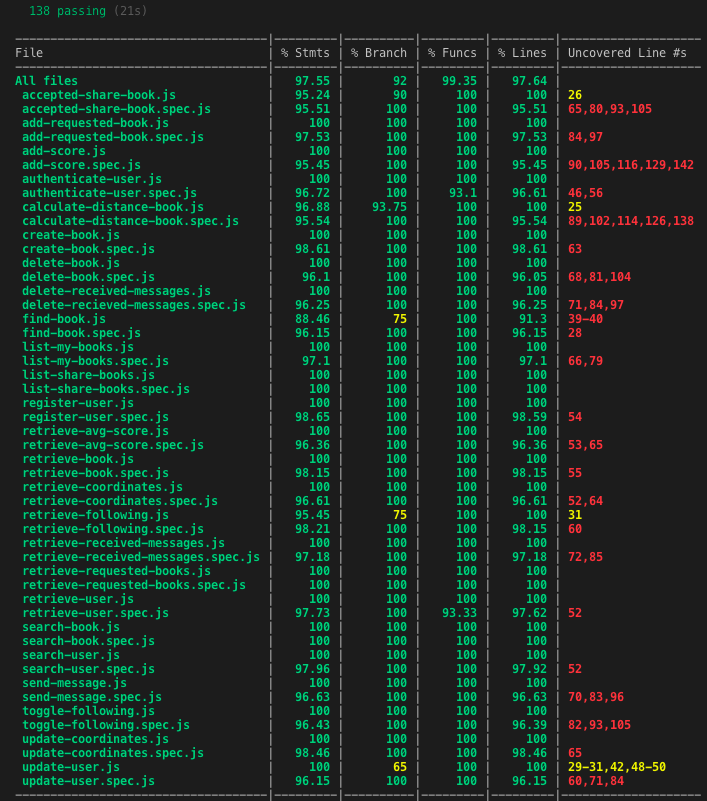 138 passing (21s)
File | % Stmts | % Branch | % Funcs | % Lines | Uncovered Line #s
All files | 97.55 | 92 | 99.35 | 97.64 |
accepted-share-book.js | 95.24 | 90 | 100 | 100 | 26
accepted-share-book.spec.js | 95.51 | 100 | 100 | 95.51 | 65,80,93,105
add-requested-book.js | 100 | 100 | 100 | 100 |
add-requested-book.spec.js | 97.53 | 100 | 100 | 97.53 | 84,97
add-score.js | 100 | 100 | 100 | 100 |
add-score.spec.js | 95.45 | 100 | 100 | 95.45 | 90,105,116,129,142
authenticate-user.js | 100 | 100 | 100 | 100 |
authenticate-user.spec.js | 96.72 | 100 | 93.1 | 96.61 | 46,56
calculate-distance-book.js | 96.88 | 93.75 | 100 | 100 | 25
calculate-distance-book.spec.js | 95.54 | 100 | 100 | 95.54 | 89,102,114,126,138
create-book.js | 100 | 100 | 100 | 100 |
create-book.spec.js | 98.61 | 100 | 100 | 98.61 | 63
delete-book.js | 100 | 100 | 100 | 100 |
delete-book.spec.js | 96.1 | 100 | 100 | 96.05 | 68,81,104
delete-received-messages.js | 100 | 100 | 100 | 100 |
delete-recieved-messages.spec.js | 96.25 | 100 | 100 | 96.25 | 71,84,97
find-book.js | 88.46 | 75 | 100 | 91.3 | 39-40
find-book.spec.js | 96.15 | 100 | 100 | 96.15 | 28
list-my-books.js | 100 | 100 | 100 | 100 |
list-my-books.spec.js | 97.1 | 100 | 100 | 97.1 | 66,79
list-share-books.js | 100 | 100 | 100 | 100 |
list-share-books.spec.js | 100 | 100 | 100 | 100 |
register-user.js | 100 | 100 | 100 | 100 |
register-user.spec.js | 98.65 | 100 | 100 | 98.59 | 54
retrieve-avg-score.js | 100 | 100 | 100 | 100 |
retrieve-avg-score.spec.js | 96.36 | 100 | 100 | 96.36 | 53,65
retrieve-book.js | 100 | 100 | 100 | 100 |
retrieve-book.spec.js | 98.15 | 100 | 100 | 98.15 | 55
retrieve-coordinates.js | 100 | 100 | 100 | 100 |
retrieve-coordinates.spec.js | 96.61 | 100 | 100 | 96.61 | 52,64
retrieve-following.js | 95.45 | 75 | 100 | 100 | 31
retrieve-following.spec.js | 98.21 | 100 | 100 | 98.15 | 60
retrieve-received-messages.js | 100 | 100 | 100 | 100 |
retrieve-received-messages.spec.js | 97.18 | 100 | 100 | 97.18 | 72,85
retrieve-requested-books.js | 100 | 100 | 100 | 100 |
retrieve-requested-books.spec.js | 100 | 100 | 100 | 100 |
retrieve-user.js | 100 | 100 | 100 | 100 |
retrieve-user.spec.js | 97.73 | 100 | 93.33 | 97.62 | 52
search-book.js | 100 | 100 | 100 | 100 |
search-book.spec.js | 100 | 100 | 100 | 100 |
search-user.js | 100 | 100 | 100 | 100 |
search-user.spec.js | 97.96 | 100 | 100 | 97.92 | 52
send-message.js | 100 | 100 | 100 | 100 |
send-message.spec.js | 96.63 | 100 | 100 | 96.63 | 70,83,96
toggle-following.js | 100 | 100 | 100 | 100 |
toggle-following.spec.js | 96.43 | 100 | 100 | 96.39 | 82,93,105
update-coordinates.js | 100 | 100 | 100 | 100 |
update-coordinates.spec.js | 98.46 | 100 | 100 | 98.46 | 65
update-user.js | 100 | 65 | 100 | 100 | 29-31,42,48-50
update-user.spec.js | 96.15 | 100 | 100 | 96.15 | 60,71,84